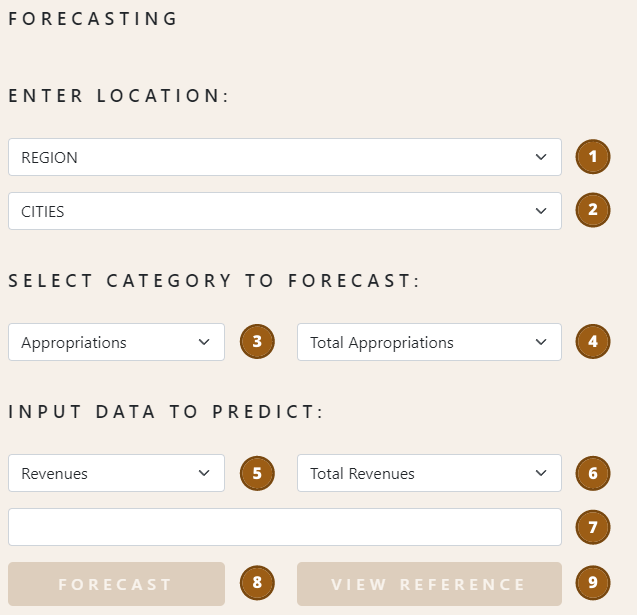 FORECASTING
ENTER LOCATION:
REGION 1
CITIES 2
SELECT CATEGORY TO FORECAST:
Appropriations 3 Total Appropriations 4
INPUT DATA TO PREDICT:
Revenues 5 Total Revenues 6
7
FORECAST 8 VIEW REFERENCE 9